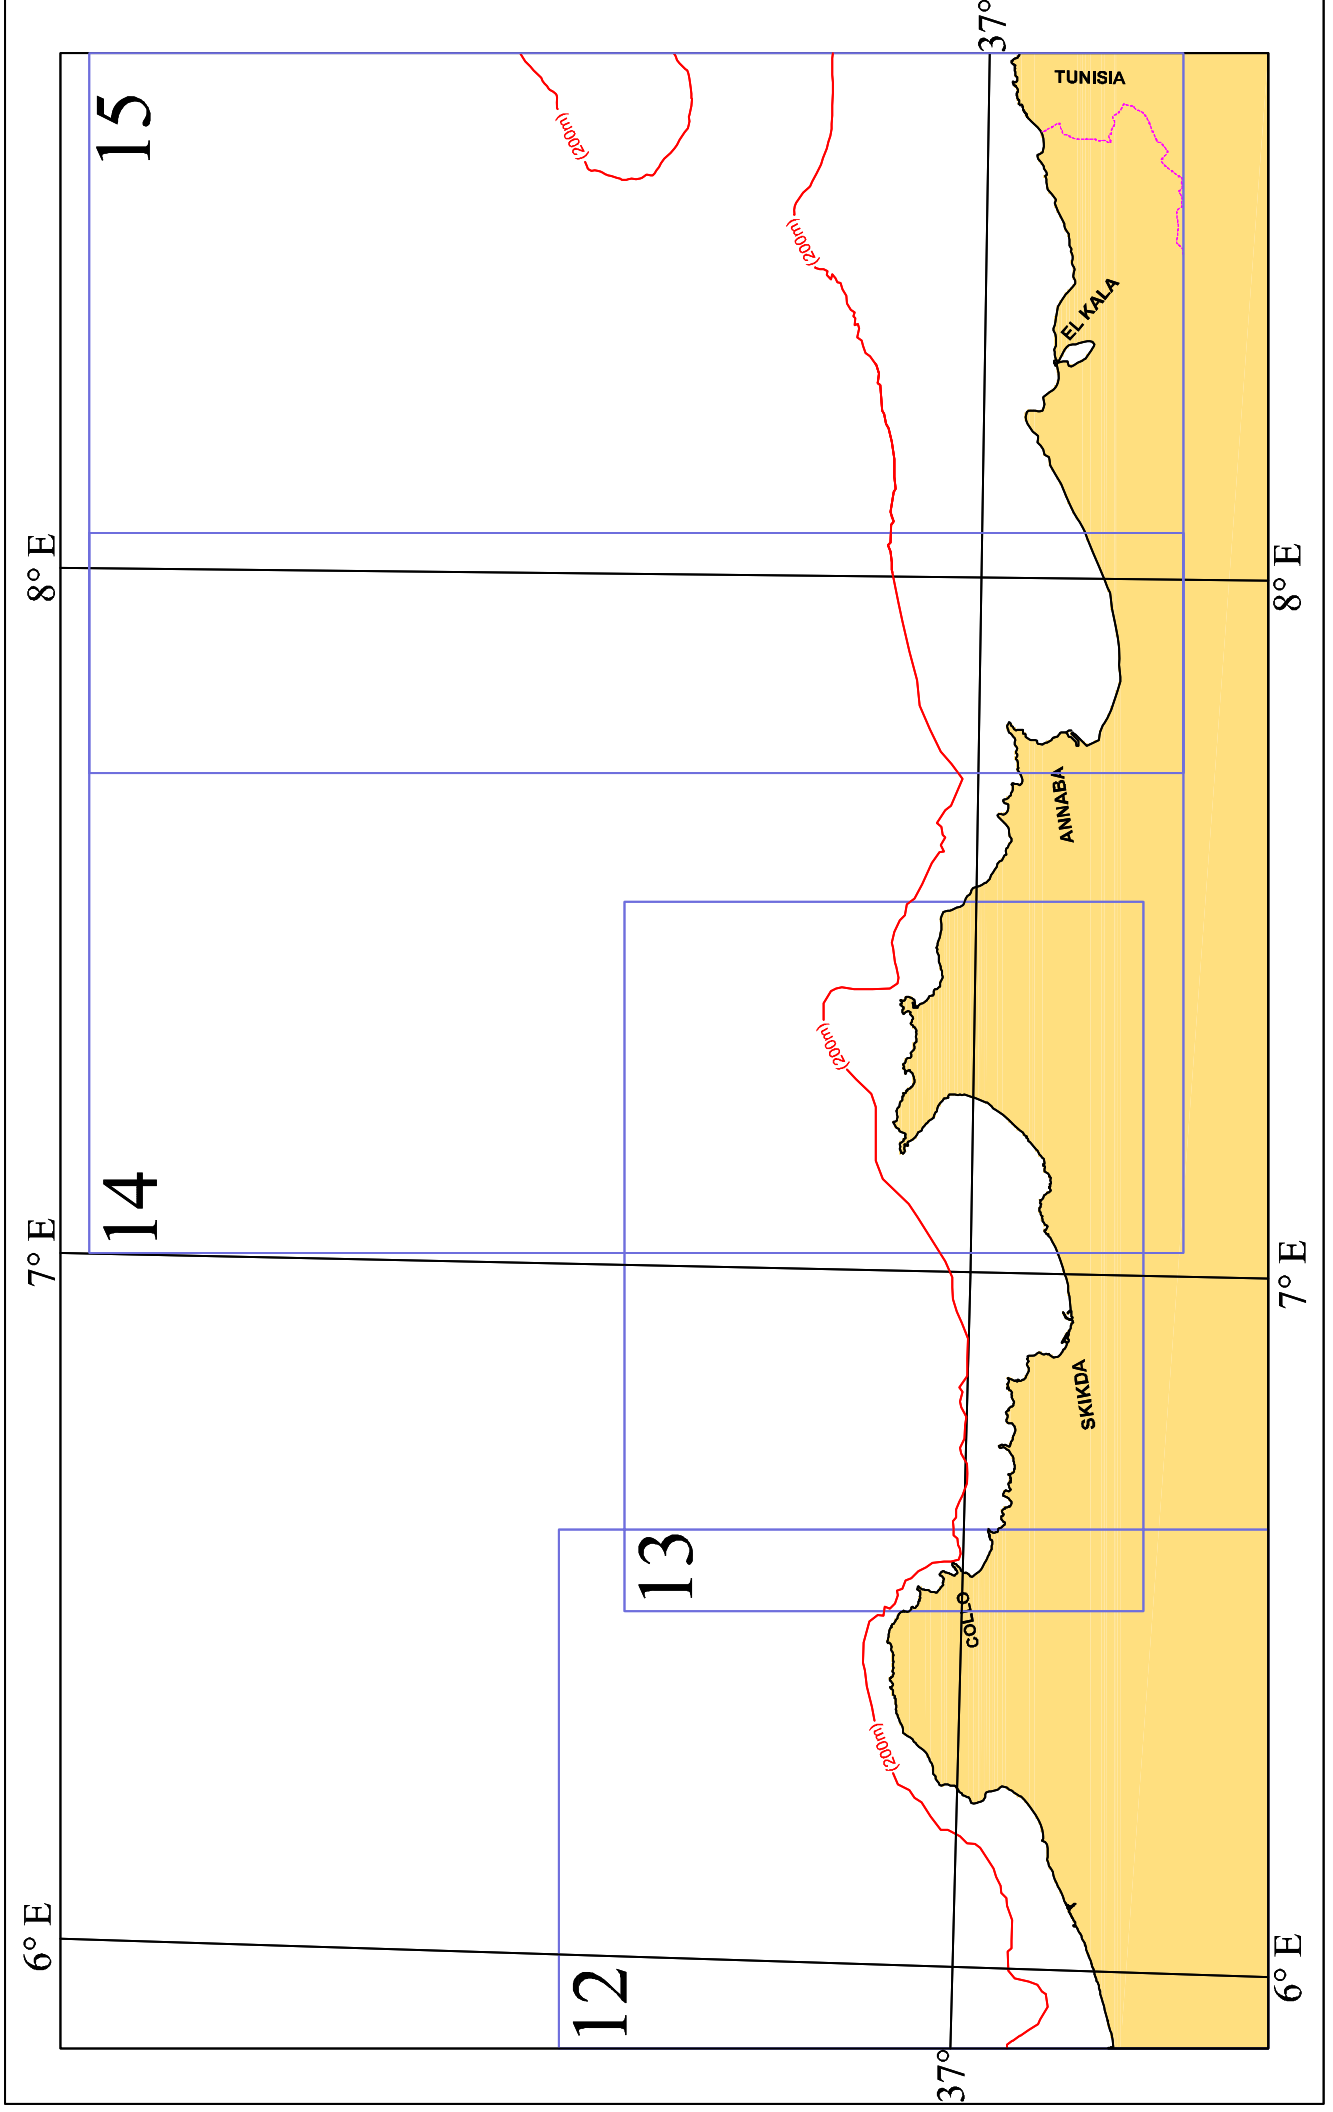 6° E
7° E
8° E
14
15
(200m)
12
13
(200m)
(200m)
(200m)
37°
37°
COLLO
EL KALA
TUNISIA
ANNABA
SKIKDA
6° E
7° E
8° E